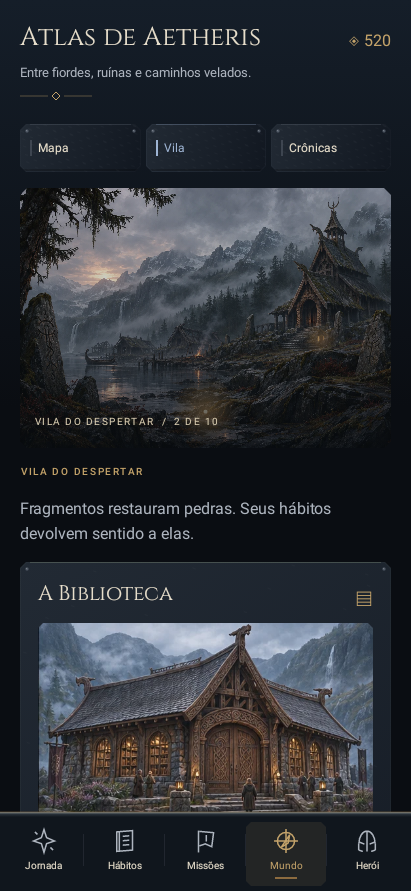 Atlas de Aetheris
520
Entre fiordes, ruínas e caminhos velados.
Mapa
Vila
Crônicas
VILA DO DESPERTAR / 2 DE 10
VILA DO DESPERTAR
Fragmentos restauram pedras. Seus hábitos
devolvem sentido a elas.
A Biblioteca
Jornada
Hábitos
Missões
Mundo
Herói